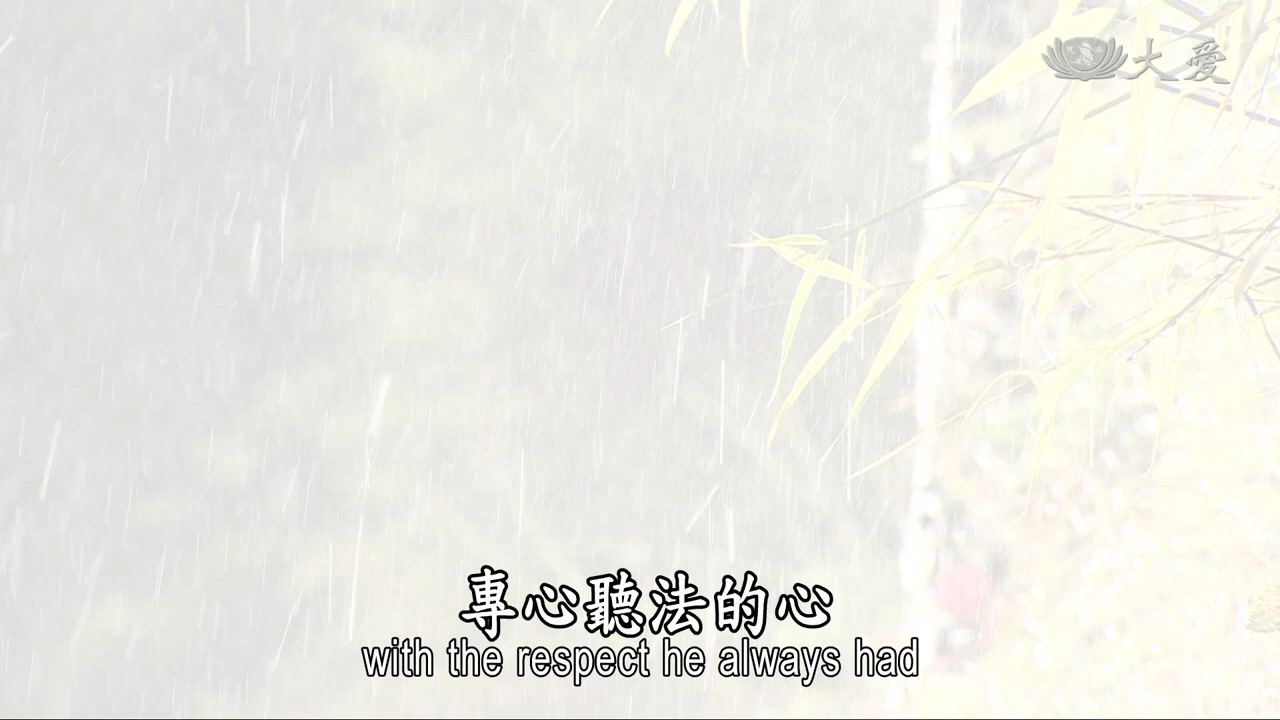 大愛
專心聽法的心
with the respect he always had